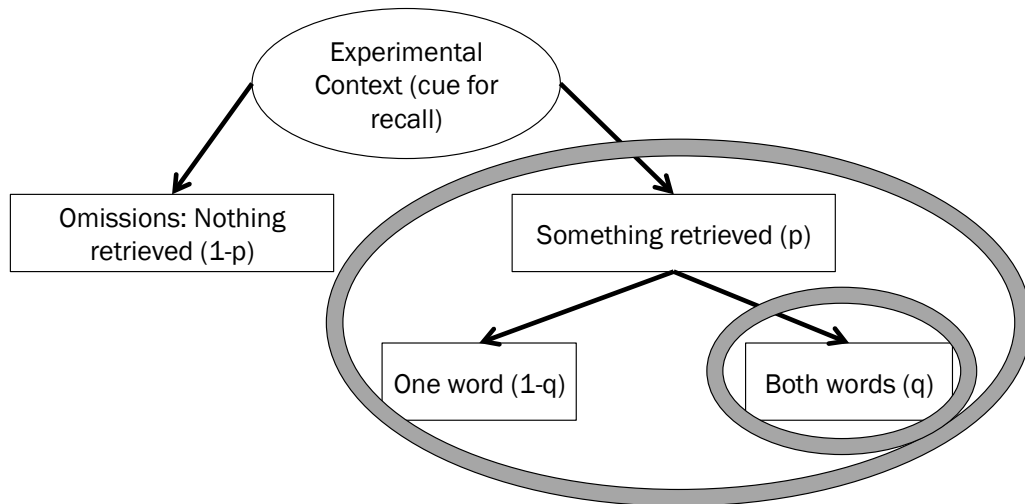 Experimental
Context (cue for
recall)
Omissions: Nothing
retrieved (1-p)
Something retrieved (p)
One word (1-q)
Both words (q)